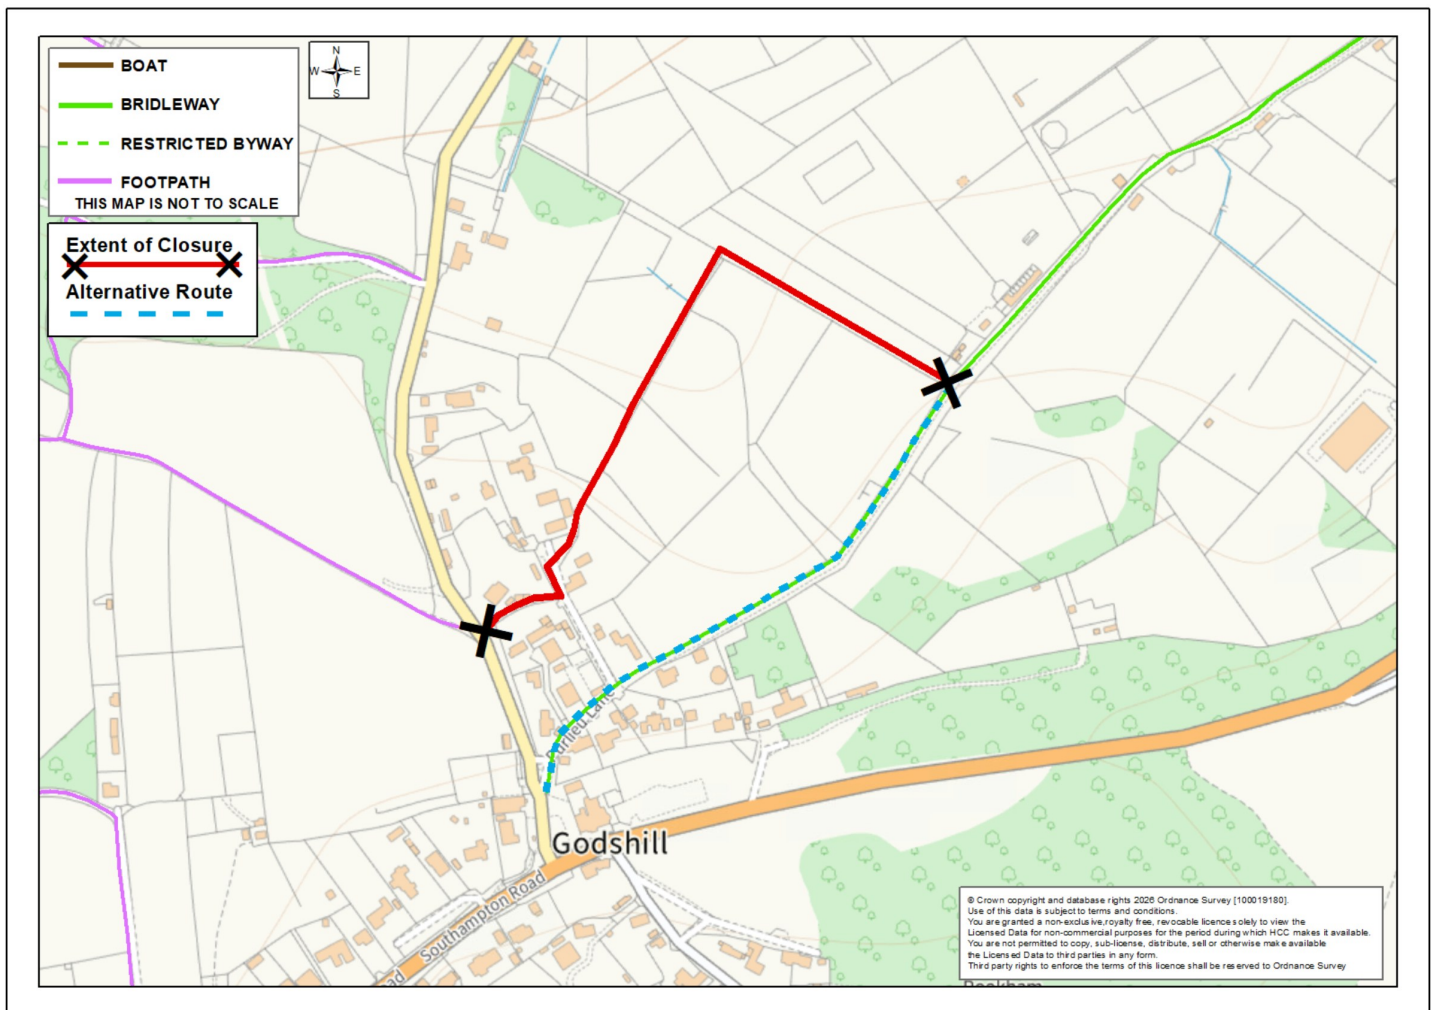 BOAT
BRIDLEWAY
RESTRICTED BYWAY
FOOTPATH
THIS MAP IS NOT TO SCALE
N
W E
S
Extent of Closure
Alternative Route
Lane
Godshill
Southampton Road
© Crown copyright and database rights 2026 Ordnance Survey [100019180].
Use of this data is subject to terms and conditions.
You are granted a non-exclusive, royalty free, revocable licence solely to view the
Licensed Data for non-commercial purposes for the period during which HCC makes it available.
You are not permitted to copy, sub-license, distribute, sell or otherwise make available
the Licensed Data to third parties in any form.
Third party rights to enforce the terms of this licence shall be reserved to Ordnance Survey